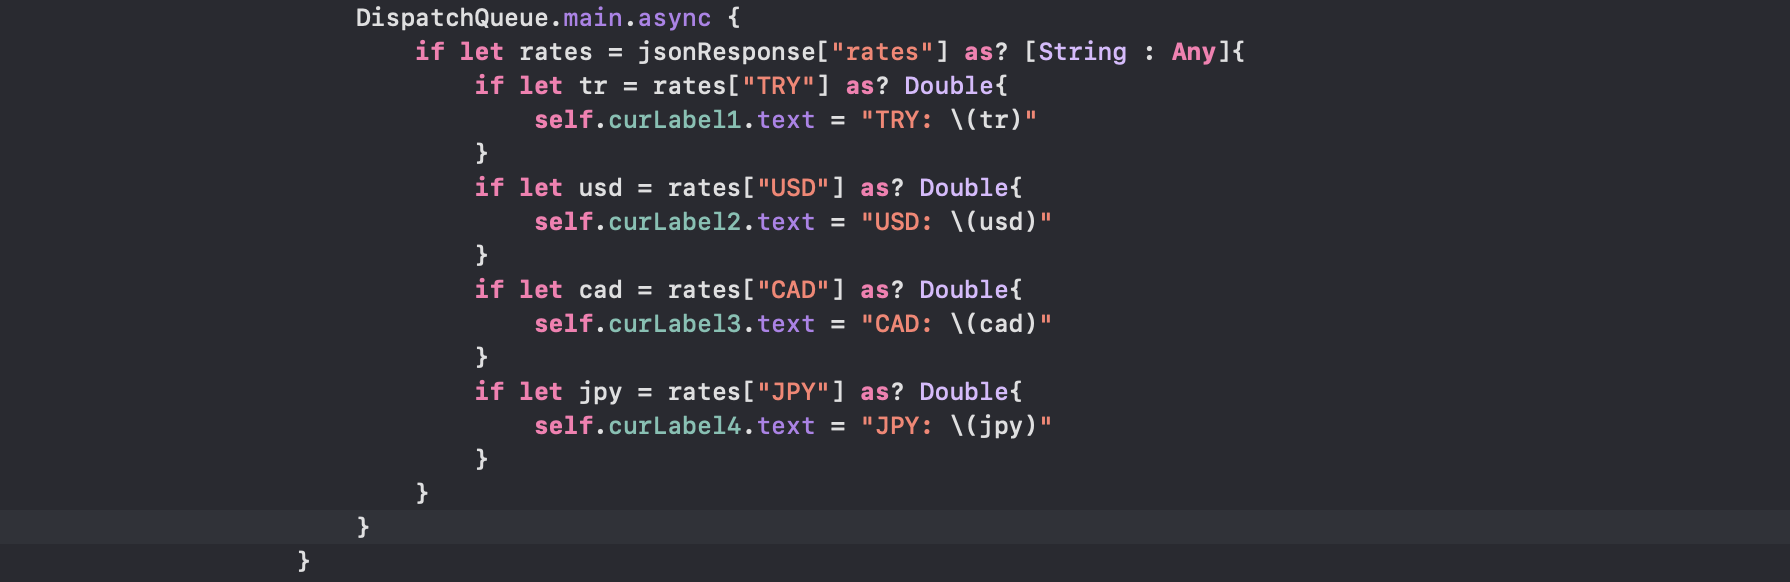 DispatchQueue.main.async {
if let rates = jsonResponse["rates"] as? [String : Any]{
if let tr = rates["TRY"] as? Double{
self.curLabel1.text = "TRY: \(tr)"
}
if let usd = rates["USD"] as? Double{
self.curLabel2.text = "USD: \(usd)"
}
if let cad = rates["CAD"] as? Double{
self.curLabel3.text = "CAD: \(cad)"
}
if let jpy = rates["JPY"] as? Double{
self.curLabel4.text = "JPY: \(jpy)"
}
}
}
}